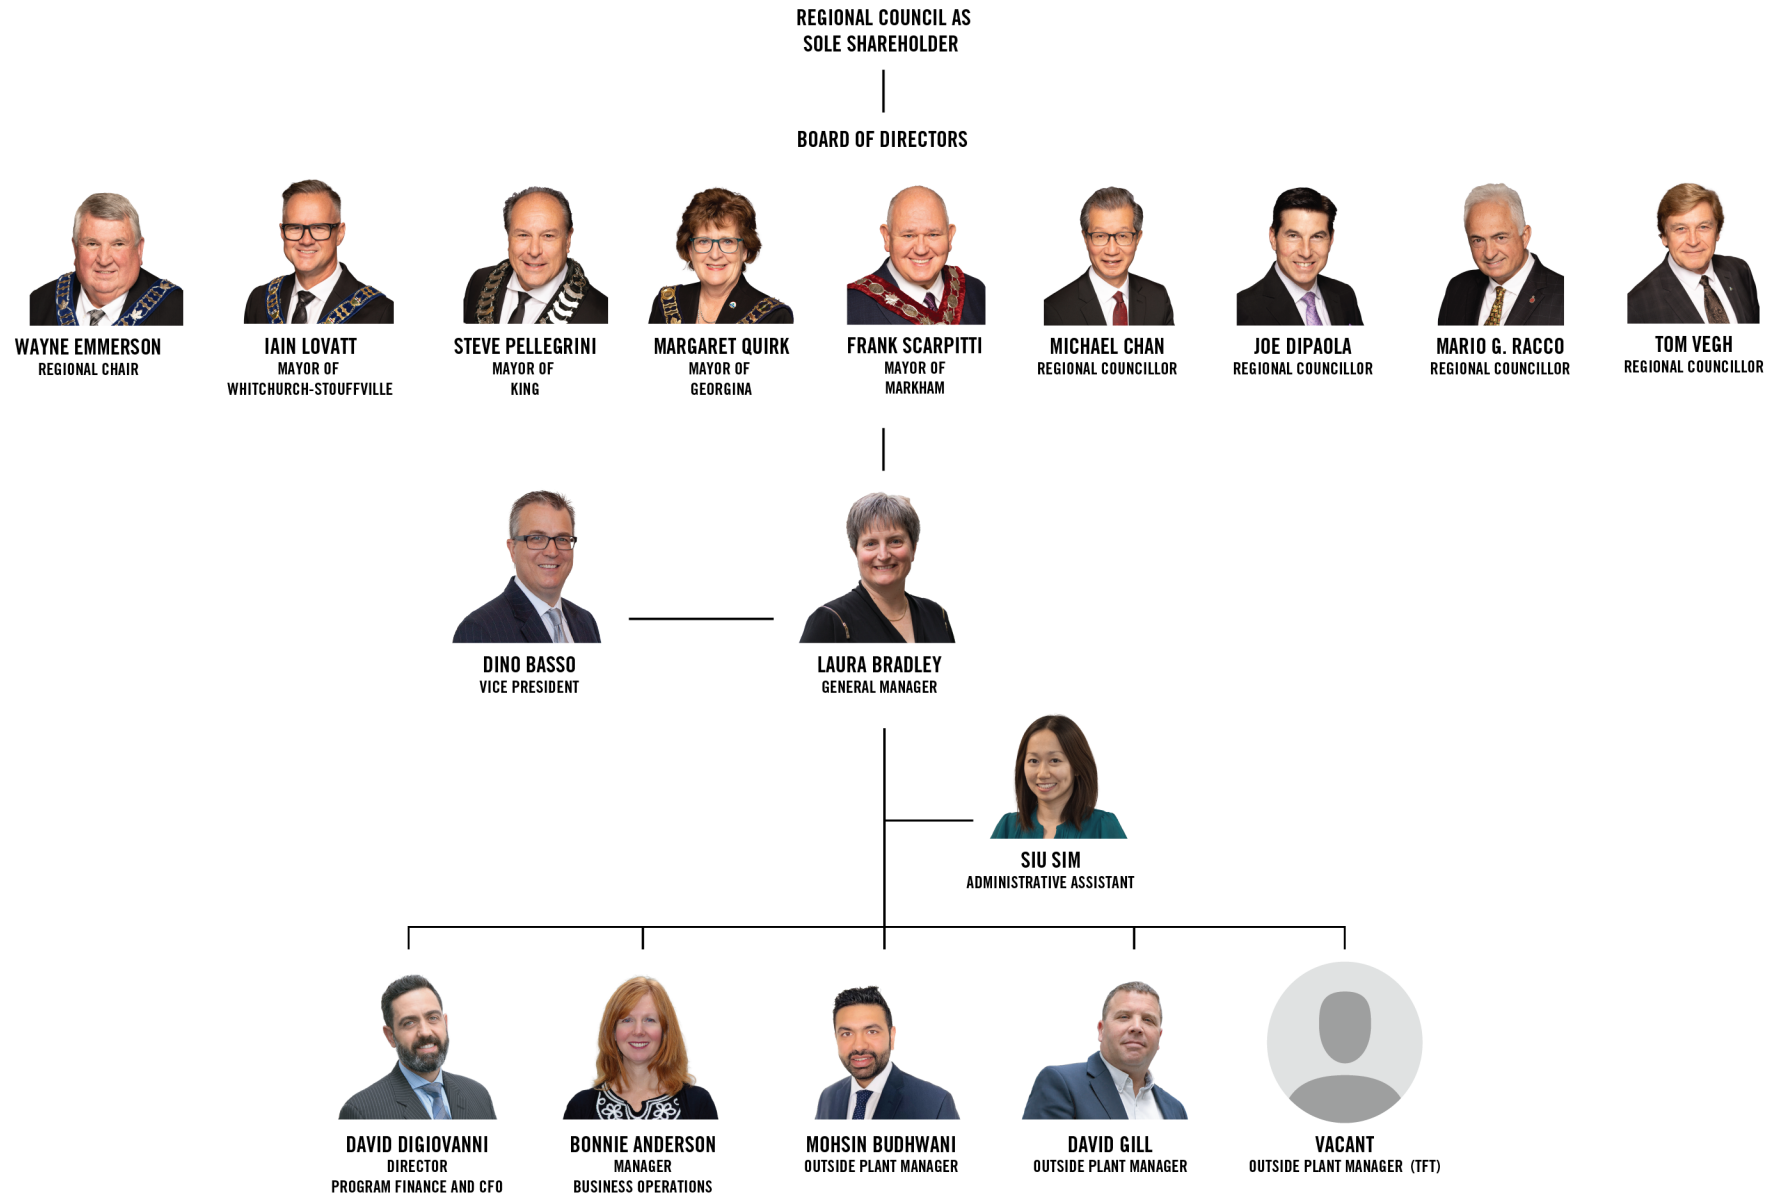 REGIONAL COUNCIL AS
SOLE SHAREHOLDER
BOARD OF DIRECTORS
WAYNE EMMERSON
REGIONAL CHAIR
IAIN LOVATT
MAYOR OF
WHITCHURCH-STOUFFVILLE
STEVE PELLEGRINI
MAYOR OF
KING
MARGARET QUIRK
MAYOR OF
GEORGINA
FRANK SCARPITTI
MAYOR OF
MARKHAM
MICHAEL CHAN
REGIONAL COUNCILLOR
JOE DIPAOLA
REGIONAL COUNCILLOR
MARIO G. RACCO
REGIONAL COUNCILLOR
TOM VEGH
REGIONAL COUNCILLOR
DINO BASSO
VICE PRESIDENT
LAURA BRADLEY
GENERAL MANAGER
SIU SIM
ADMINISTRATIVE ASSISTANT
DAVID DIGIOVANNI
DIRECTOR
PROGRAM FINANCE AND CFO
BONNIE ANDERSON
MANAGER
BUSINESS OPERATIONS
MOHSIN BUDHWANI
OUTSIDE PLANT MANAGER
DAVID GILL
OUTSIDE PLANT MANAGER
VACANT
OUTSIDE PLANT MANAGER (TFT)